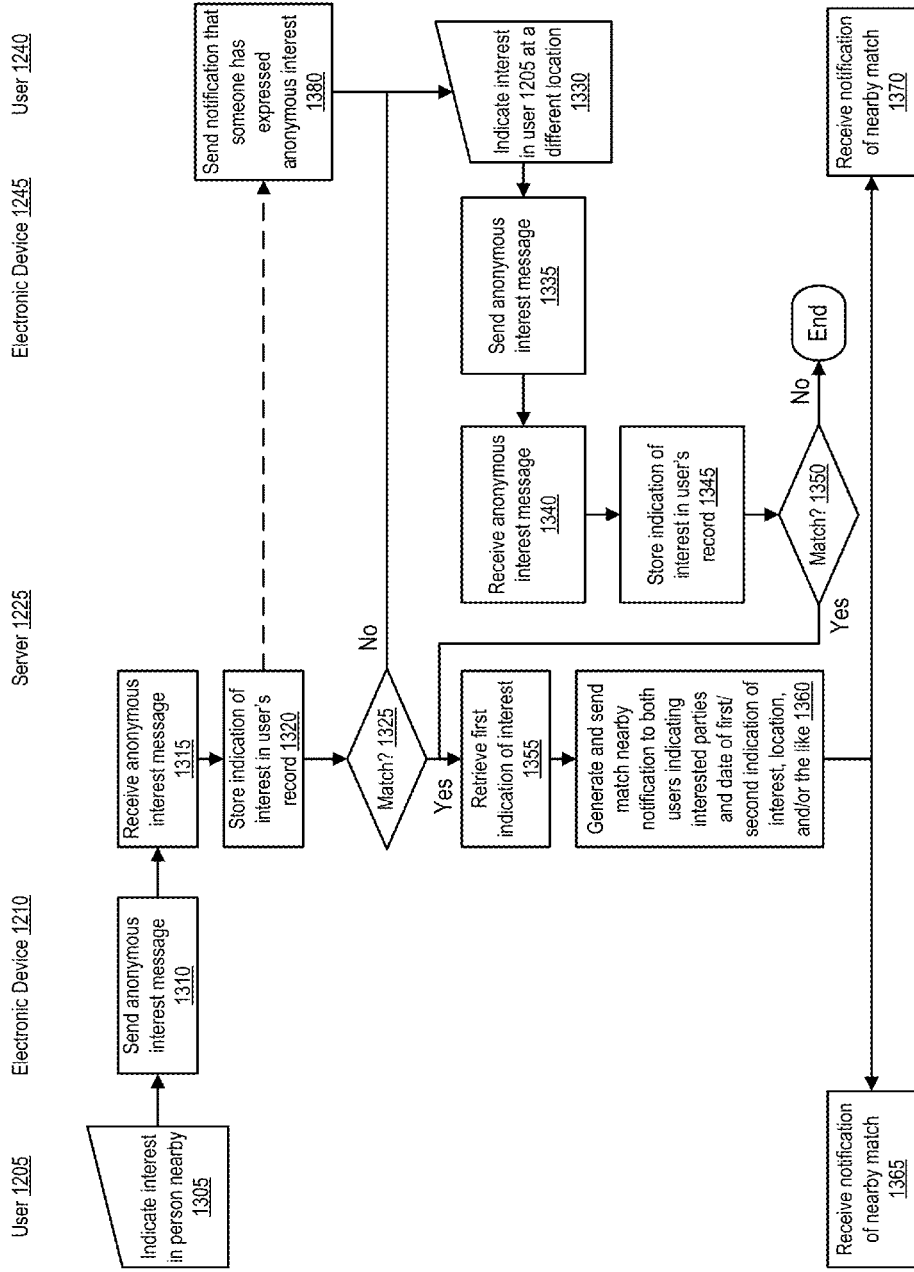 User 1205
Electronic Device 1210
Server 1225
Electronic Device 1245
User 1240
Indicate interest
in person nearby
1305
Send anonymous
interest message
1310
Receive anonymous
interest message
1315
Store indication of
interest in user's
record 1320
Send notification that
someone has
expressed
anonymous interest
1380
Match? 1325
No
Yes
Indicate interest
in user 1205 at a
different location
1330
Send anonymous
interest message
1335
Receive anonymous
interest message
1340
Store indication of
interest in user's
record 1345
Match? 1350
No
End
Yes
Retrieve first
indication of interest
1355
Generate and send
match nearby
notification to both
users indicating
interested parties
and date of first/
second indication of
interest, location,
and/or the like 1360
Receive notification
of nearby match
1365
Receive notification
of nearby match
1370